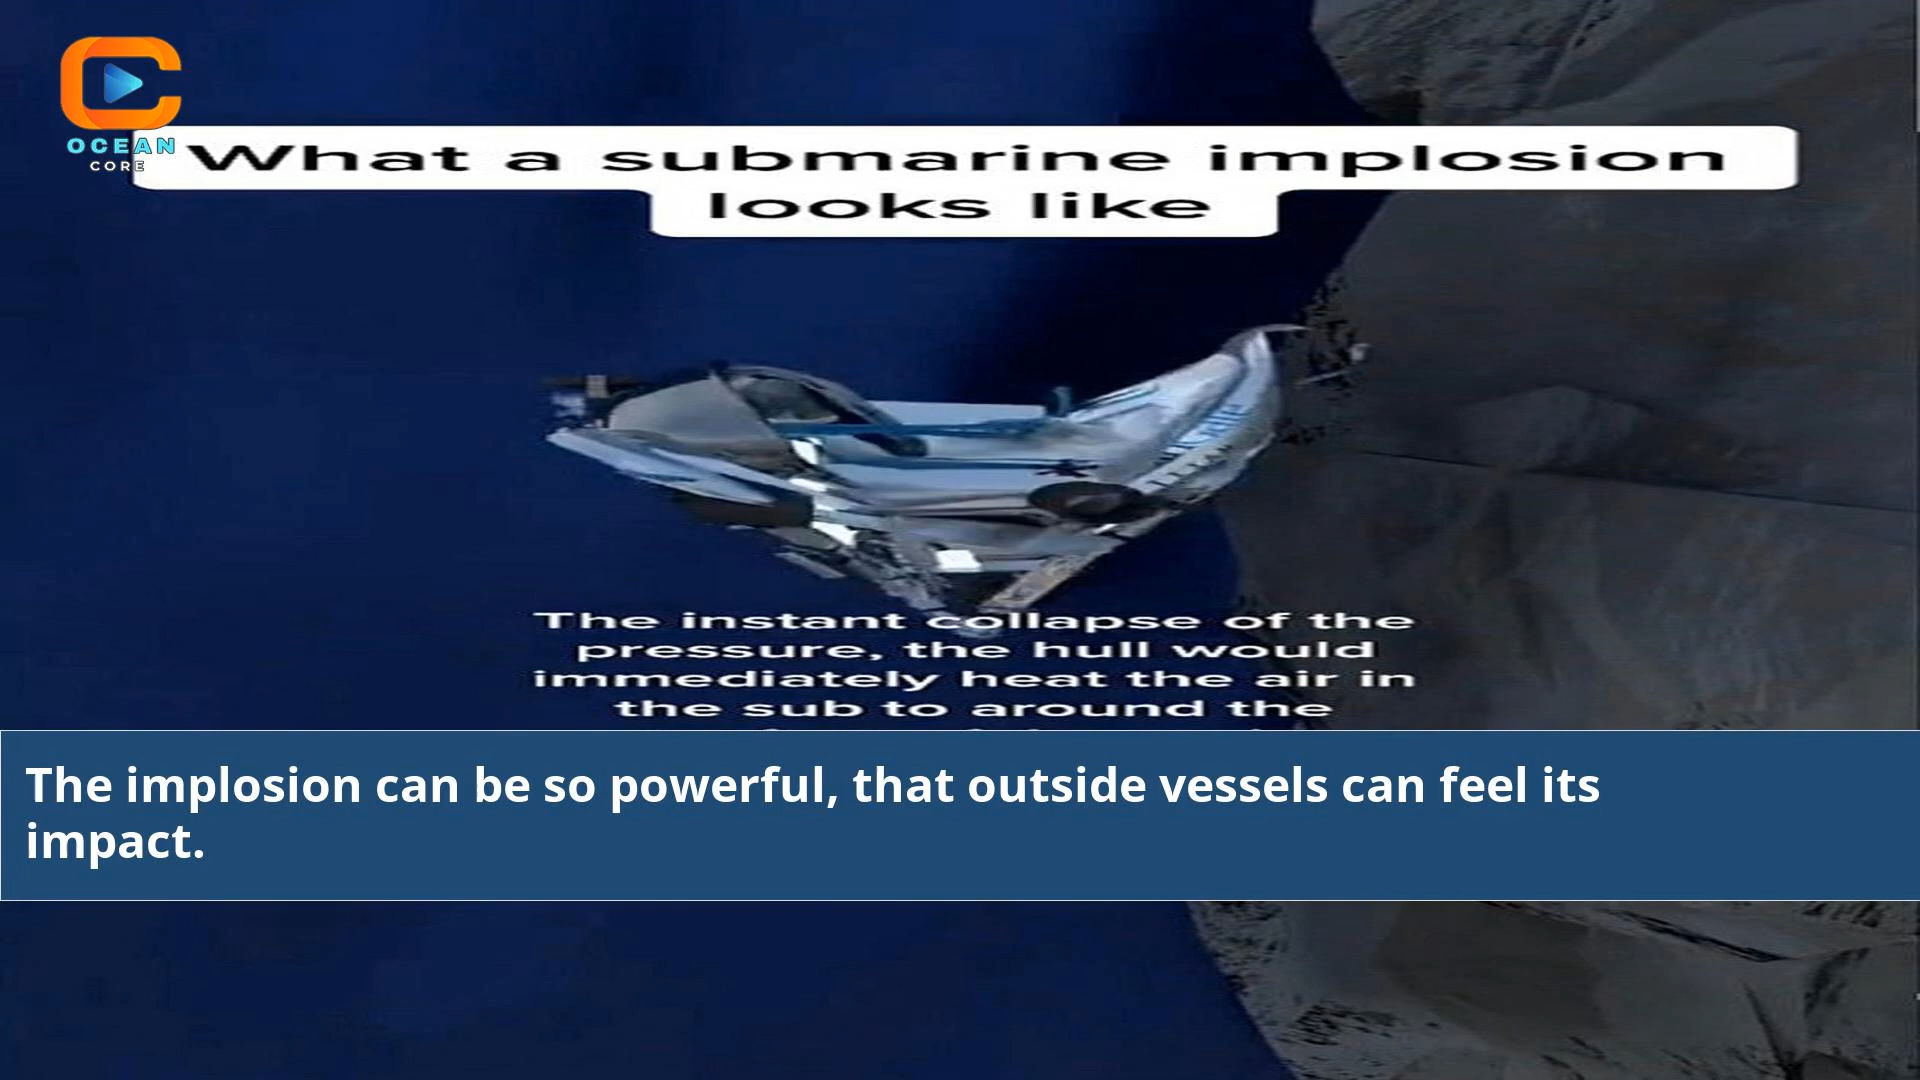 OCEAN
CORE
What a submarine implosion
looks like
The instant collapse of the
pressure, the hull would
immediately heat the air in
the sub to around the
The implosion can be so powerful, that outside vessels can feel its
impact.